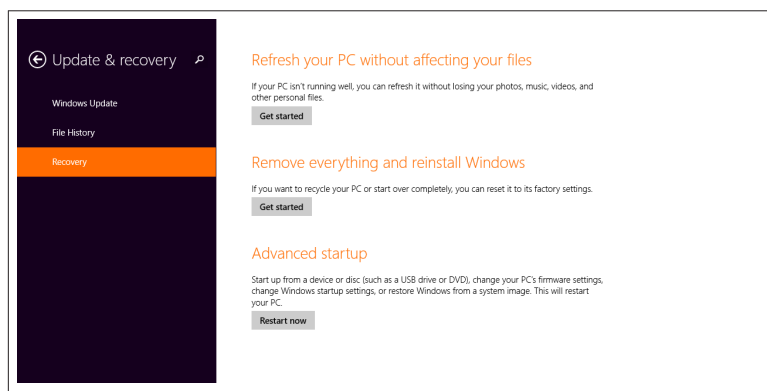 Update & recovery
Windows Update
File History
Recovery
Refresh your PC without affecting your files
If your PC isn't running well, you can refresh it without losing your photos, music, videos, and
other personal files.
Get started
Remove everything and reinstall Windows
If you want to recycle your PC or start over completely, you can reset it to its factory settings.
Get started
Advanced startup
Start up from a device or disc (such as a USB drive or DVD), change your PC's firmware settings,
change Windows startup settings, or restore Windows from a system image. This will restart
your PC.
Restart now